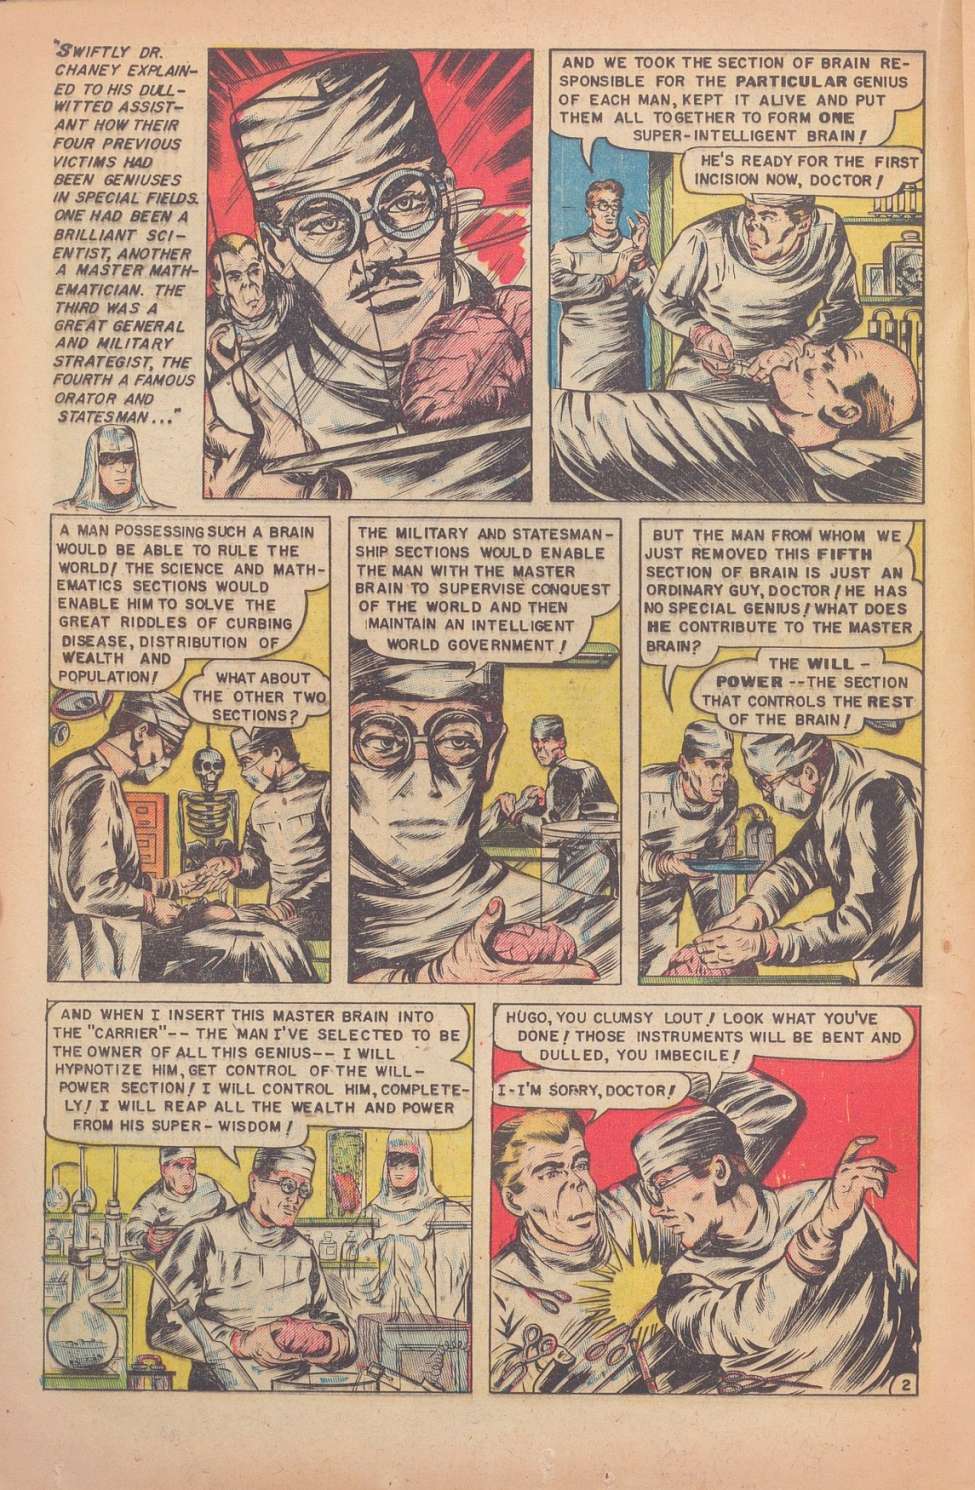 "SWIFTLY DR.
CHANEY EXPLAIN-
ED TO HIS DULL-
WITTED ASSIST-
ANT HOW THEIR
FOUR PREVIOUS
VICTIMS HAD
BEEN GENIUSES
IN SPECIAL FIELDS.
ONE HAD BEEN A
BRILLIANT SCI-
ENTIST, ANOTHER
A MASTER MATH-
EMATICIAN. THE
THIRD WAS A
GREAT GENERAL
AND MILITARY
STRATEGIST, THE
FOURTH A FAMOUS
ORATOR AND
STATESMAN..."
AND WE TOOK THE SECTION OF BRAIN RE-
SPONSIBLE FOR THE PARTICULAR GENIUS
OF EACH MAN, KEPT IT ALIVE AND PUT
THEM ALL TOGETHER TO FORM ONE
SUPER-INTELLIGENT BRAIN!
HE'S READY FOR THE FIRST
INCISION NOW, DOCTOR!
A MAN POSSESSING SUCH A BRAIN
WOULD BE ABLE TO RULE THE
WORLD! THE SCIENCE AND MATH-
EMATICS SECTIONS WOULD
ENABLE HIM TO SOLVE THE
GREAT RIDDLES OF CURBING
DISEASE, DISTRIBUTION OF
WEALTH AND
POPULATION!
WHAT ABOUT
THE OTHER TWO
SECTIONS?
THE MILITARY AND STATESMAN-
SHIP SECTIONS WOULD ENABLE
THE MAN WITH THE MASTER
BRAIN TO SUPERVISE CONQUEST
OF THE WORLD AND THEN
MAINTAIN AN INTELLIGENT
WORLD GOVERNMENT!
BUT THE MAN FROM WHOM WE
JUST REMOVED THIS FIFTH
SECTION OF BRAIN IS JUST AN
ORDINARY GUY, DOCTOR! HE HAS
NO SPECIAL GENIUS! WHAT DOES
HE CONTRIBUTE TO THE MASTER
BRAIN?
THE WILL-
POWER--THE SECTION
THAT CONTROLS THE REST
OF THE BRAIN!
AND WHEN I INSERT THIS MASTER BRAIN INTO
THE "CARRIER"-- THE MAN I'VE SELECTED TO BE
THE OWNER OF ALL THIS GENIUS-- I WILL
HYPNOTIZE HIM, GET CONTROL OF THE WILL-
POWER SECTION! I WILL CONTROL HIM, COMPLETE-
LY! I WILL REAP ALL THE WEALTH AND POWER
FROM HIS SUPER-WISDOM!
HUGO, YOU CLUMSY LOUT! LOOK WHAT YOU'VE
DONE! THOSE INSTRUMENTS WILL BE BENT AND
DULLED, YOU IMBECILE!
I-I'M SORRY, DOCTOR!
2